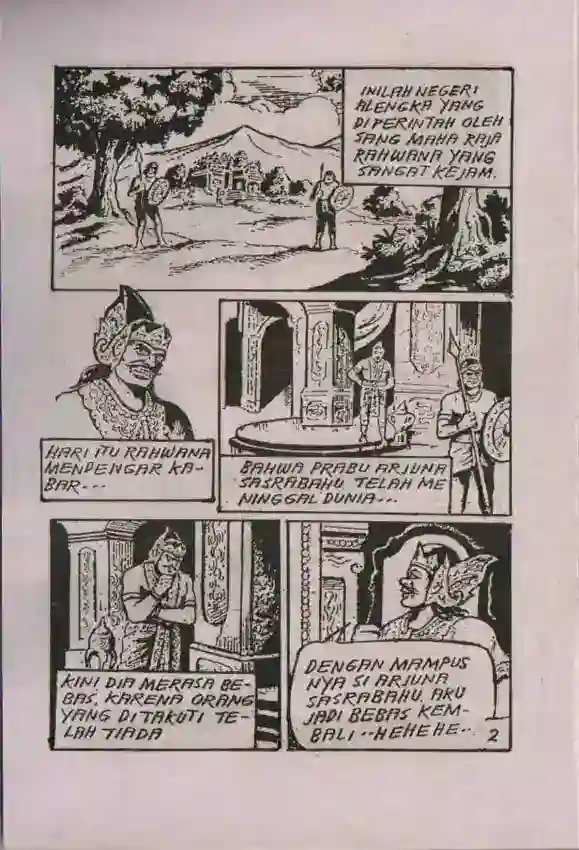 INILAH NEGERI
ALENGKA YANG
DIPERINTAH OLEH
SANG MAHA RAJA
RAHWANA YANG
SANGAT KEJAM.
HARI ITU RAHWANA
MENDENGAR KA-
BAR...
BAHWA PRABU ARJUNA
SASRABAHU TELAH ME
NINGGAL DUNIA...
KINI DIA MERASA BE-
BAS, KARENA ORANG
YANG DITAKUTI TE-
LAH TIADA
DENGAN MAMPUS
NYA SI ARJUNA
SASRABAHU, AKU
JADI BEBAS KEM-
BALI..HEHEHE..
2